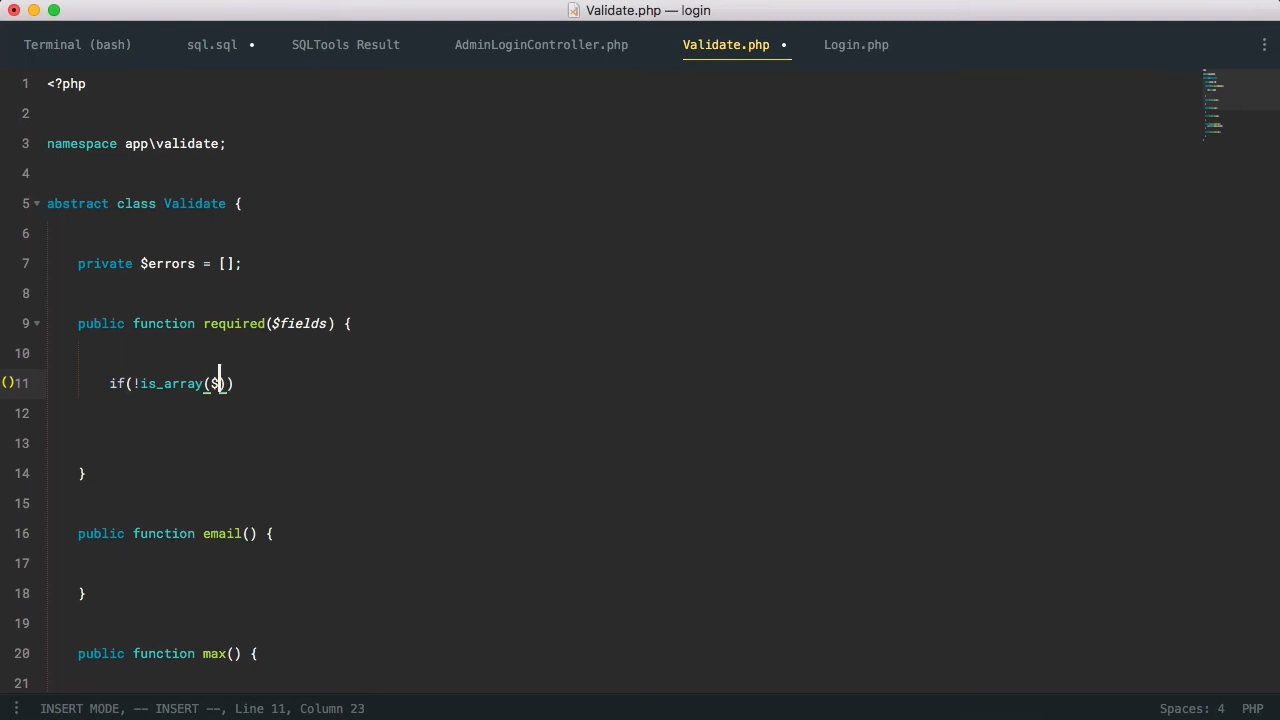 Validate.php — login
Terminal (bash) sql.sql SQLTools Result AdminLoginController.php Validate.php Login.php
1 <?php
2
3 namespace app\validate;
4
5 abstract class Validate {
6
7 private $errors = [];
8
9 public function required($fields) {
10
()11 if(!is_array($))
12
13
14 }
15
16 public function email() {
17
18 }
19
20 public function max() {
21
INSERT MODE, -- INSERT --, Line 11, Column 23 Spaces: 4 PHP